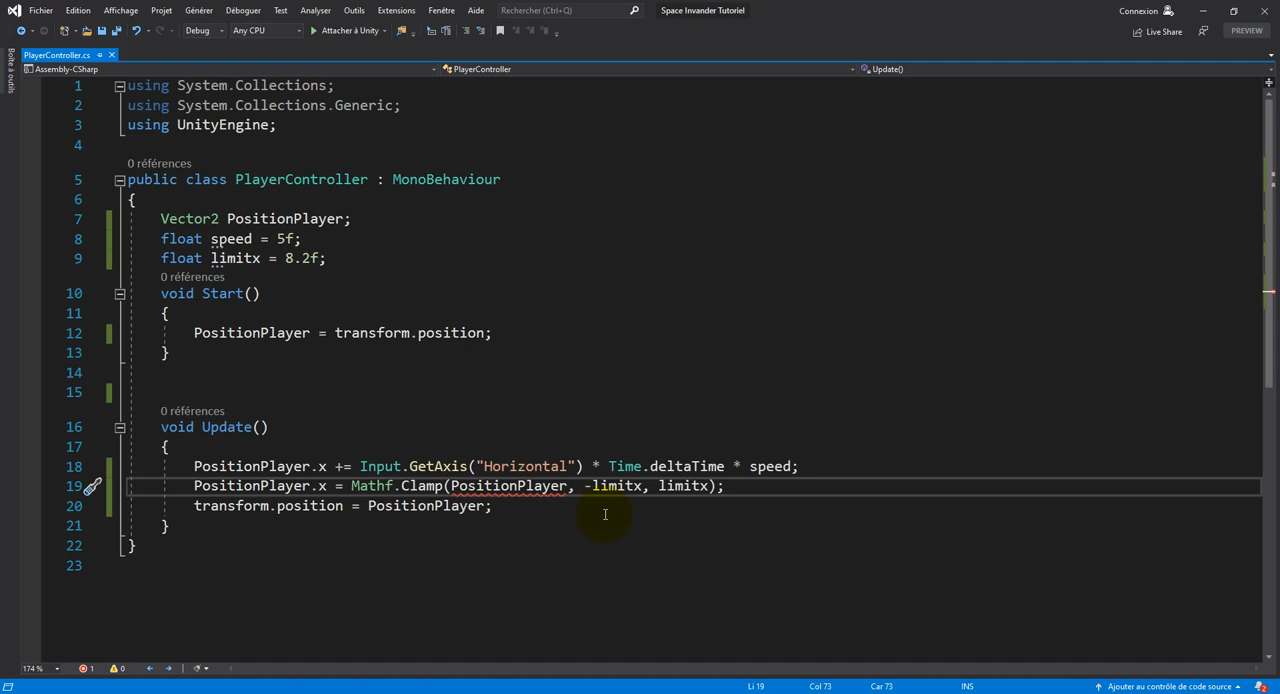 Fichier Edition Affichage Projet Générer Déboguer Test Analyser Outils Extensions Fenêtre Aide Rechercher (Ctrl+Q) Space Invander Tutoriel Connexion
Debug Any CPU Attacher à Unity Live Share PREVIEW
Boîte à outils
PlayerController.cs
Assembly-CSharp PlayerController Update()
1 using System.Collections;
2 using System.Collections.Generic;
3 using UnityEngine;
4
0 références
5 public class PlayerController : MonoBehaviour
6 {
7 Vector2 PositionPlayer;
8 float speed = 5f;
9 float limitx = 8.2f;
0 références
10 void Start()
11 {
12 PositionPlayer = transform.position;
13 }
14
15
0 références
16 void Update()
17 {
18 PositionPlayer.x += Input.GetAxis("Horizontal") * Time.deltaTime * speed;
19 PositionPlayer.x = Mathf.Clamp(PositionPlayer, -limitx, limitx);
20 transform.position = PositionPlayer;
21 }
22 }
23
174 % 1 0
Li 19 Col 73 Car 73 INS Ajouter au contrôle de code source 2